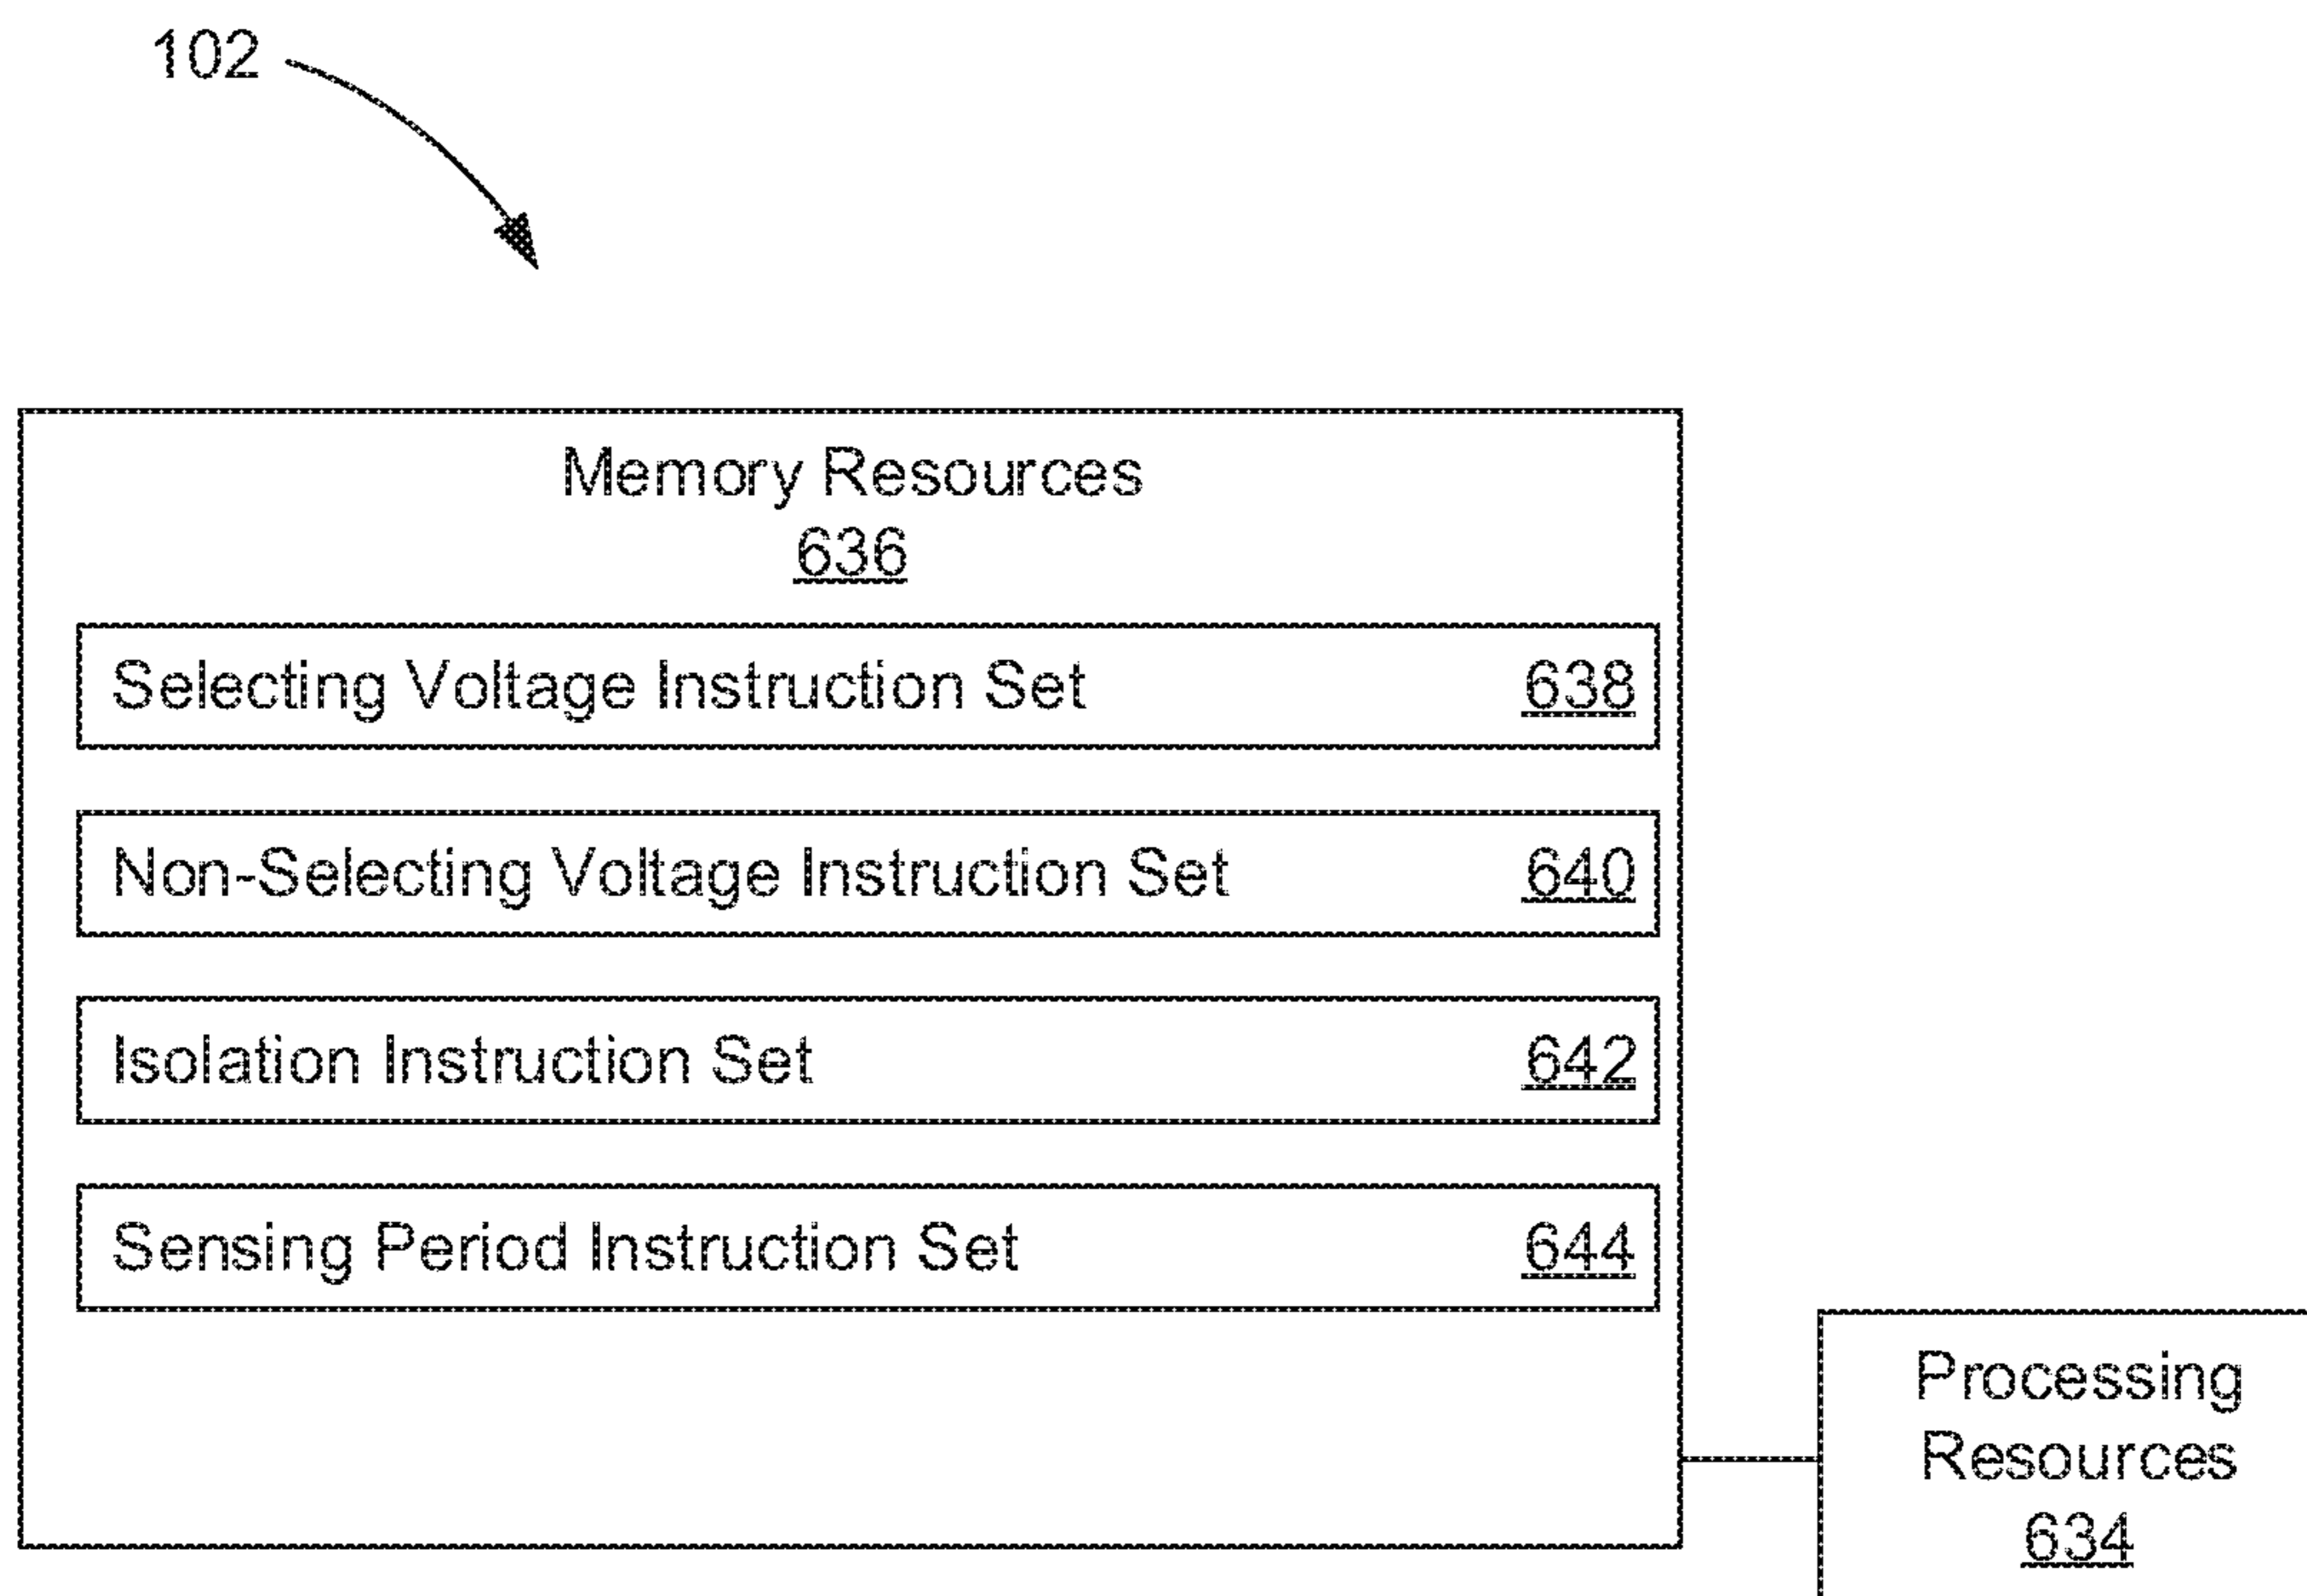 102
Memory Resources
636
Selecting Voltage Instruction Set 638
Non-Selecting Voltage Instruction Set 640
Isolation Instruction Set 642
Sensing Period Instruction Set 644
Processing
Resources
634